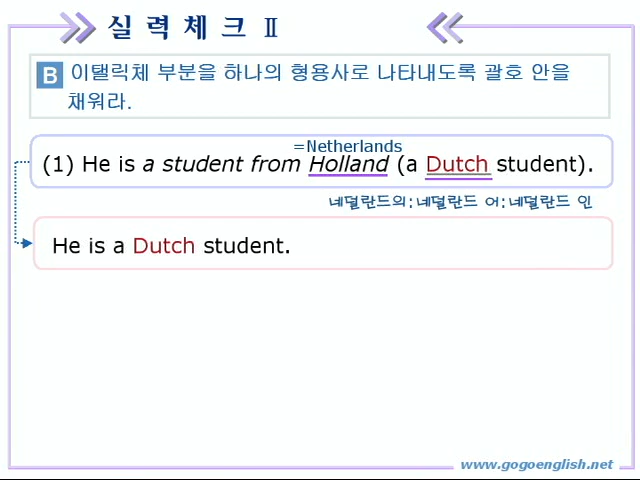 실 력 체 크 Ⅱ
B 이탤릭체 부분을 하나의 형용사로 나타내도록 괄호 안을
채워라.
=Netherlands
(1) He is a student from Holland (a Dutch student).
네덜란드의:네덜란드 어:네덜란드 인
He is a Dutch student.
www.gogoenglish.net